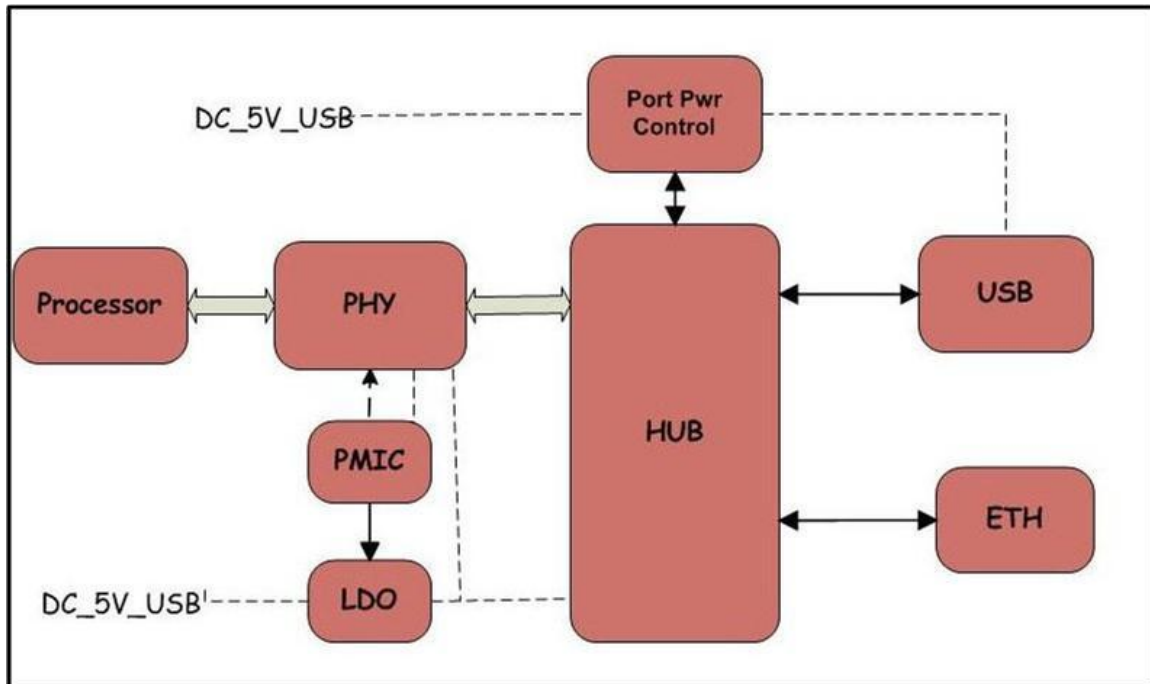 Port Pwr
Control
DC_5V_USB
Processor
PHY
USB
HUB
PMIC
ETH
LDO
DC_5V_USB